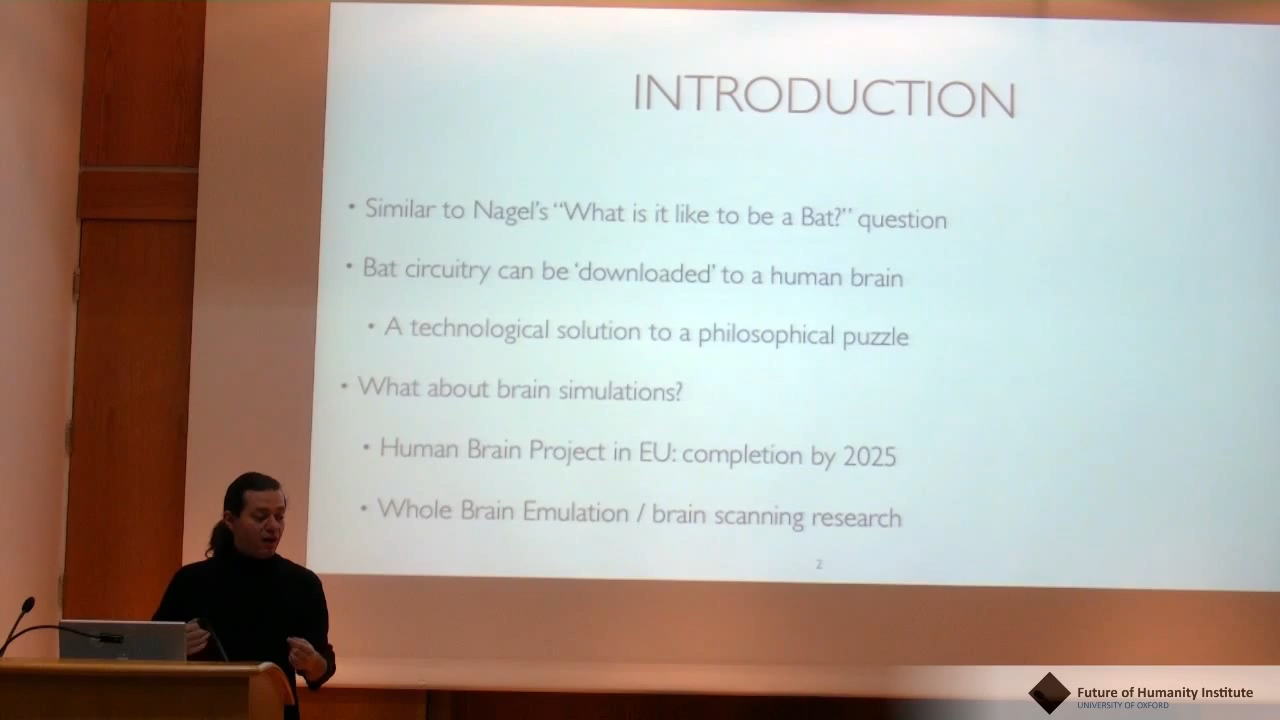 INTRODUCTION
• Similar to Nagel's "What is it like to be a Bat?" question
• Bat circuitry can be 'downloaded' to a human brain
• A technological solution to a philosophical puzzle
• What about brain simulations?
• Human Brain Project in EU: completion by 2025
• Whole Brain Emulation / brain scanning research
2
Future of Humanity Institute
UNIVERSITY OF OXFORD